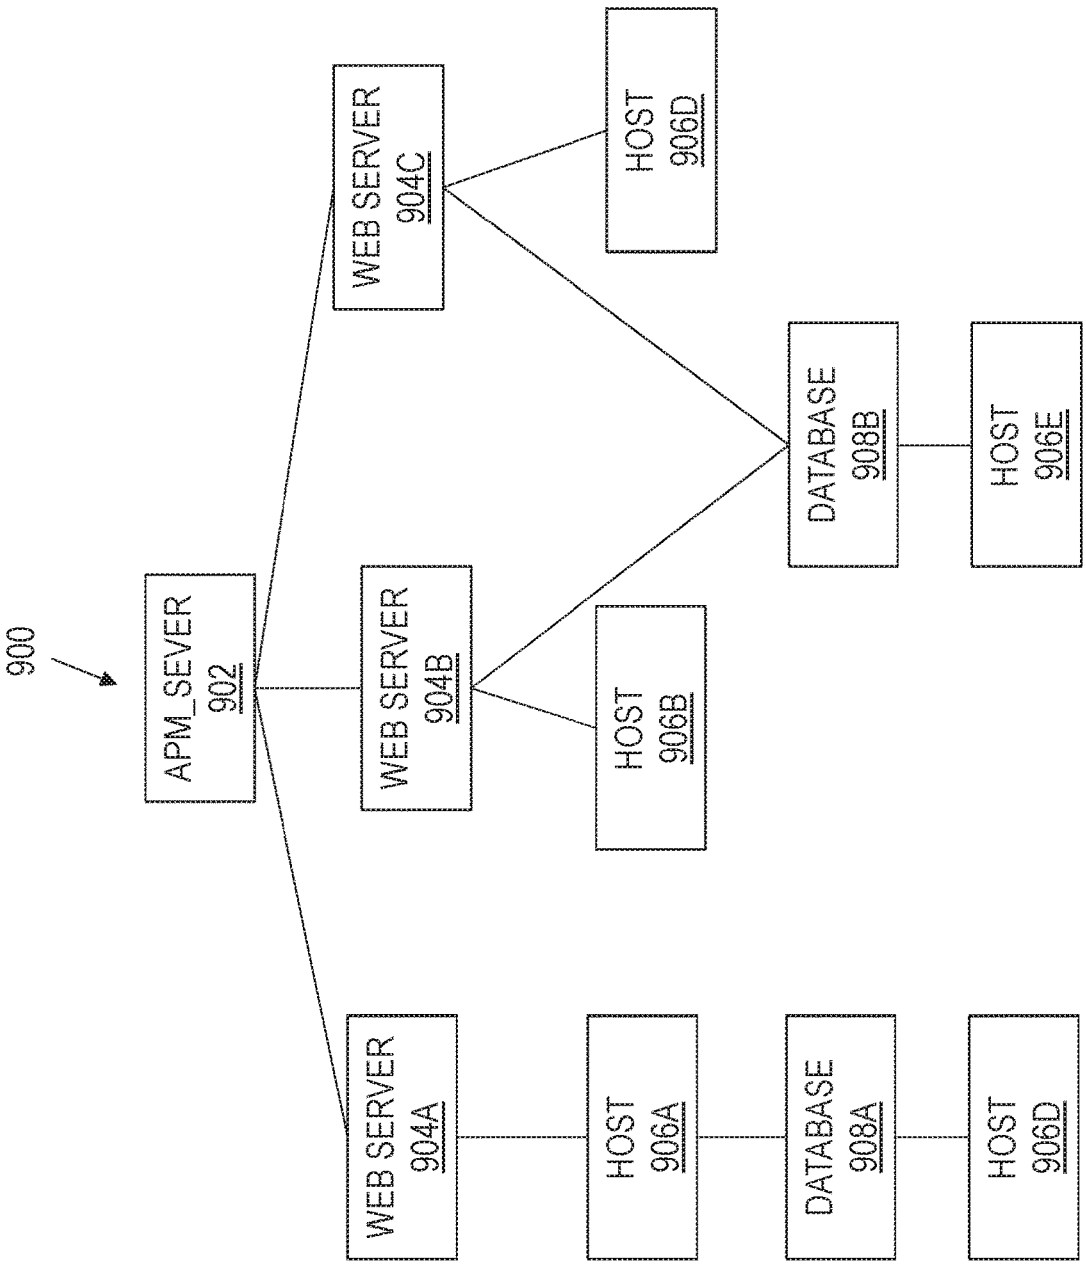 900
APM_SEVER
902
WEB SERVER
904A
WEB SERVER
904B
WEB SERVER
904C
HOST
906A
HOST
906B
HOST
906D
DATABASE
908A
DATABASE
908B
HOST
906D
HOST
906E